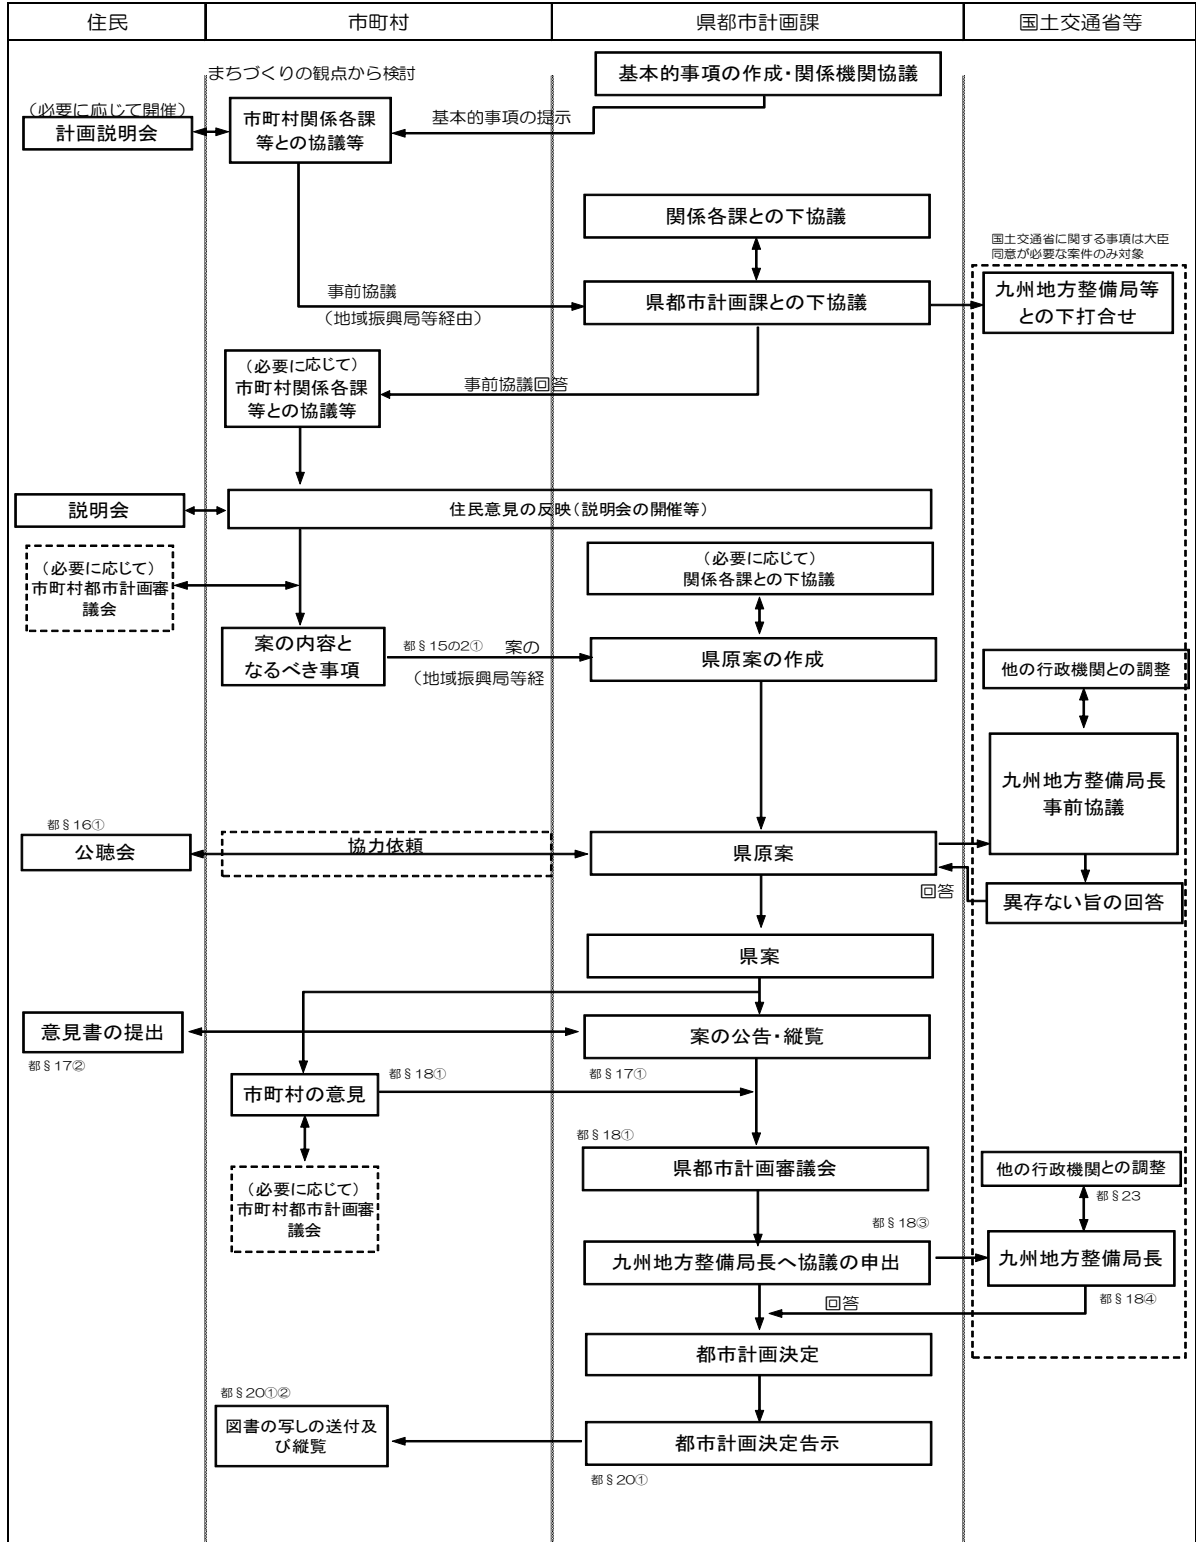 住民
市町村
県都市計画課
国土交通省等
まちづくりの観点から検討
基本的事項の作成・関係機関協議
(必要に応じて開催)
計画説明会
市町村関係各課
等との協議等
基本的事項の提示
関係各課との下協議
国土交通省に関する事項は大臣
同意が必要な案件のみ対象
事前協議
(地域振興局等経由)
県都市計画課との下協議
九州地方整備局等
との下打合せ
(必要に応じて)
市町村関係各課
等との協議等
事前協議回答
説明会
住民意見の反映(説明会の開催等)
(必要に応じて)
市町村都市計画審
議会
(必要に応じて)
関係各課との下協議
案の内容と
なるべき事項
都§15の2① 案の
(地域振興局等経
県原案の作成
他の行政機関との調整
九州地方整備局長
事前協議
都§16①
公聴会
協力依頼
県原案
回答
異存ない旨の回答
県案
意見書の提出
都§17②
案の公告・縦覧
都§17①
市町村の意見
都§18①
都§18①
県都市計画審議会
(必要に応じて)
市町村都市計画審
議会
他の行政機関との調整
都§23
都§18③
九州地方整備局長へ協議の申出
九州地方整備局長
都§18④
回答
都市計画決定
都§20①②
図書の写しの送付及
び縦覧
都市計画決定告示
都§20①